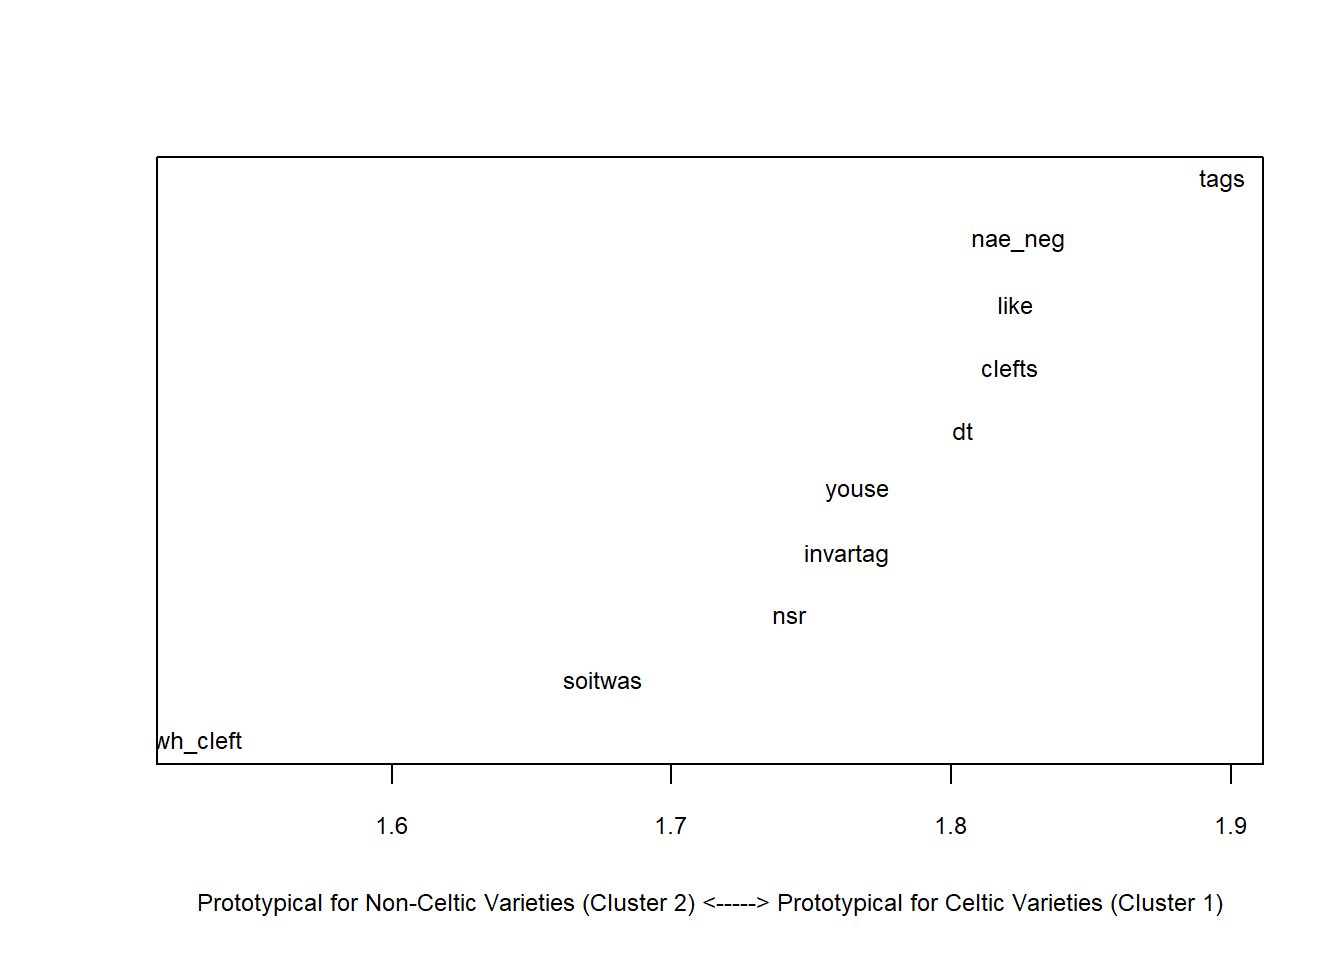 tags
nae_neg
like
clefts
dt
youse
invartag
nsr
soitwas
wh_cleft
1.6 1.7 1.8 1.9
Prototypical for Non-Celtic Varieties (Cluster 2) <-----> Prototypical for Celtic Varieties (Cluster 1)